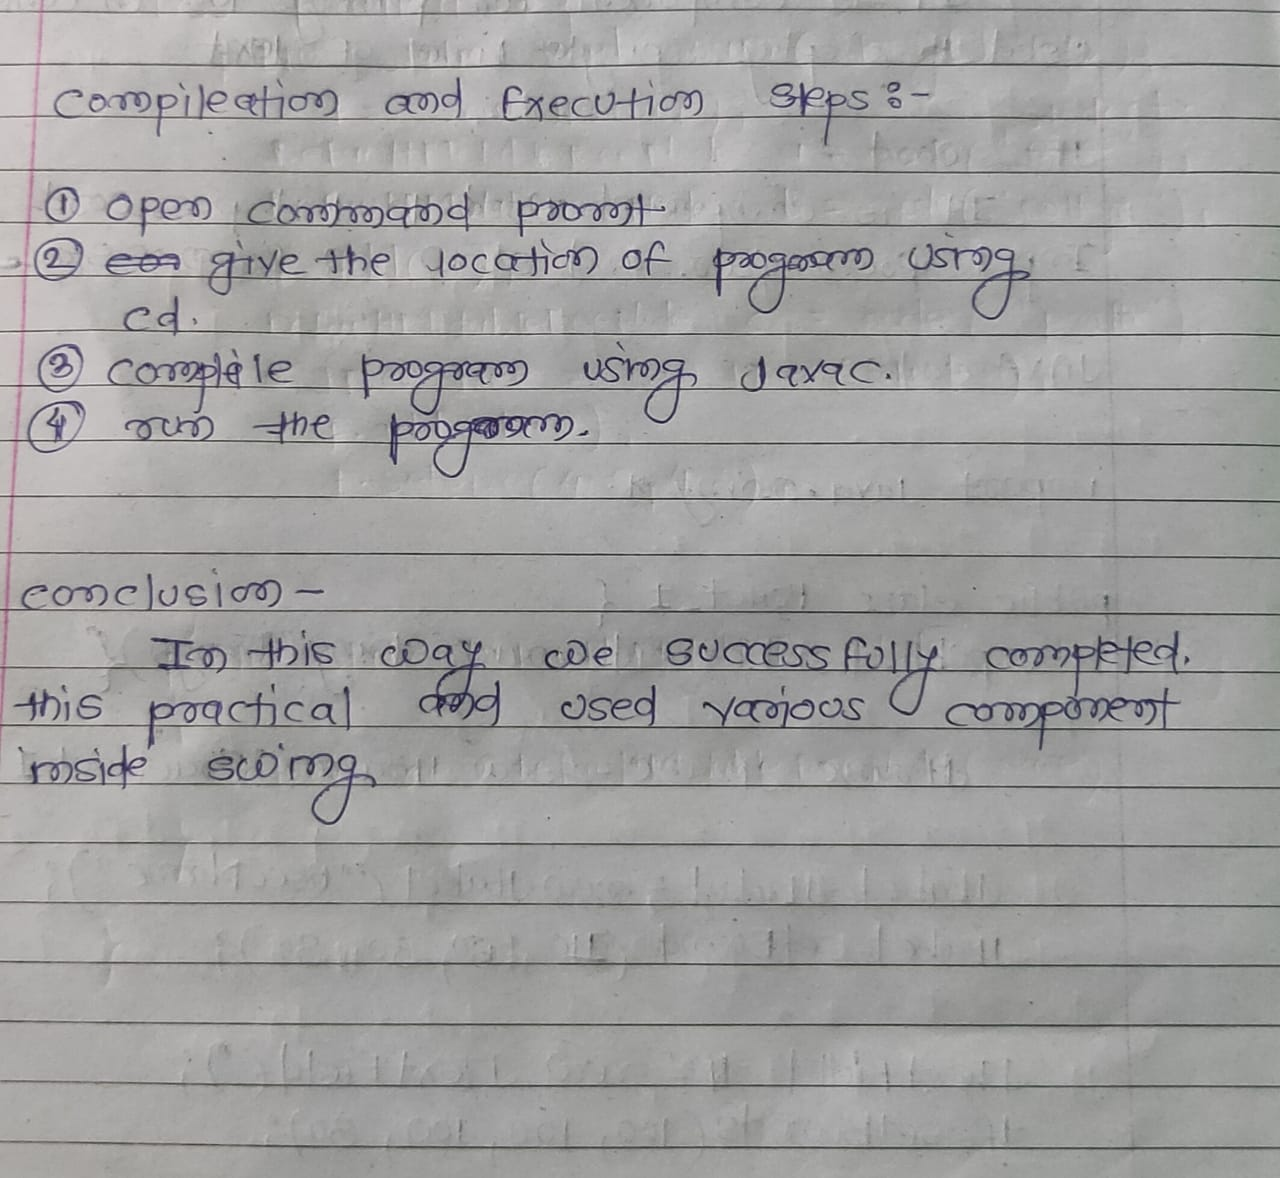 Compileation and Execution Steps :-
① Open command promt
② give the location of program using
cd.
③ compile program using Javac.
④ run the program.
Conclusion -
In this way we successfully completed.
this practical and used various component
inside swing